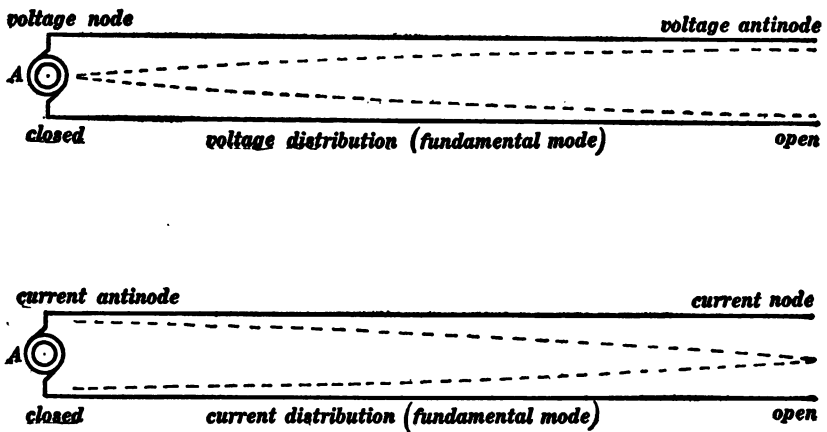 voltage node
voltage antinode
A
closed
voltage distribution (fundamental mode)
open
current antinode
current node
A
closed
current distribution (fundamental mode)
open